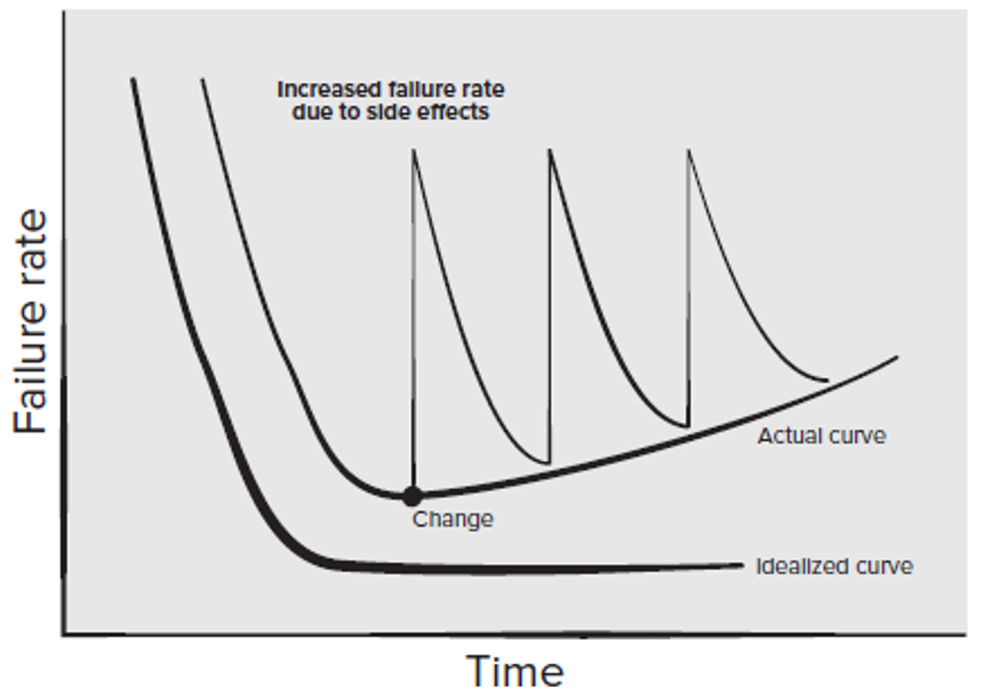 Increased failure rate
due to side effects
Failure rate
Actual curve
Change
Idealized curve
Time